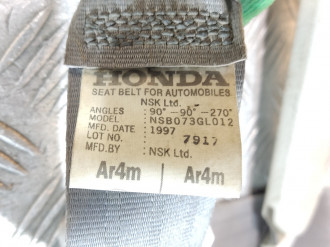 HONDA
SEAT BELT FOR AUTOMOBILES
NSK Ltd.
ANGLES : 90°-90°-270°
MODEL : NSB073GL012
MFD. DATE : 1997
LOT NO. : 7917
MFD.BY : NSK Ltd.
Ar4m Ar4m